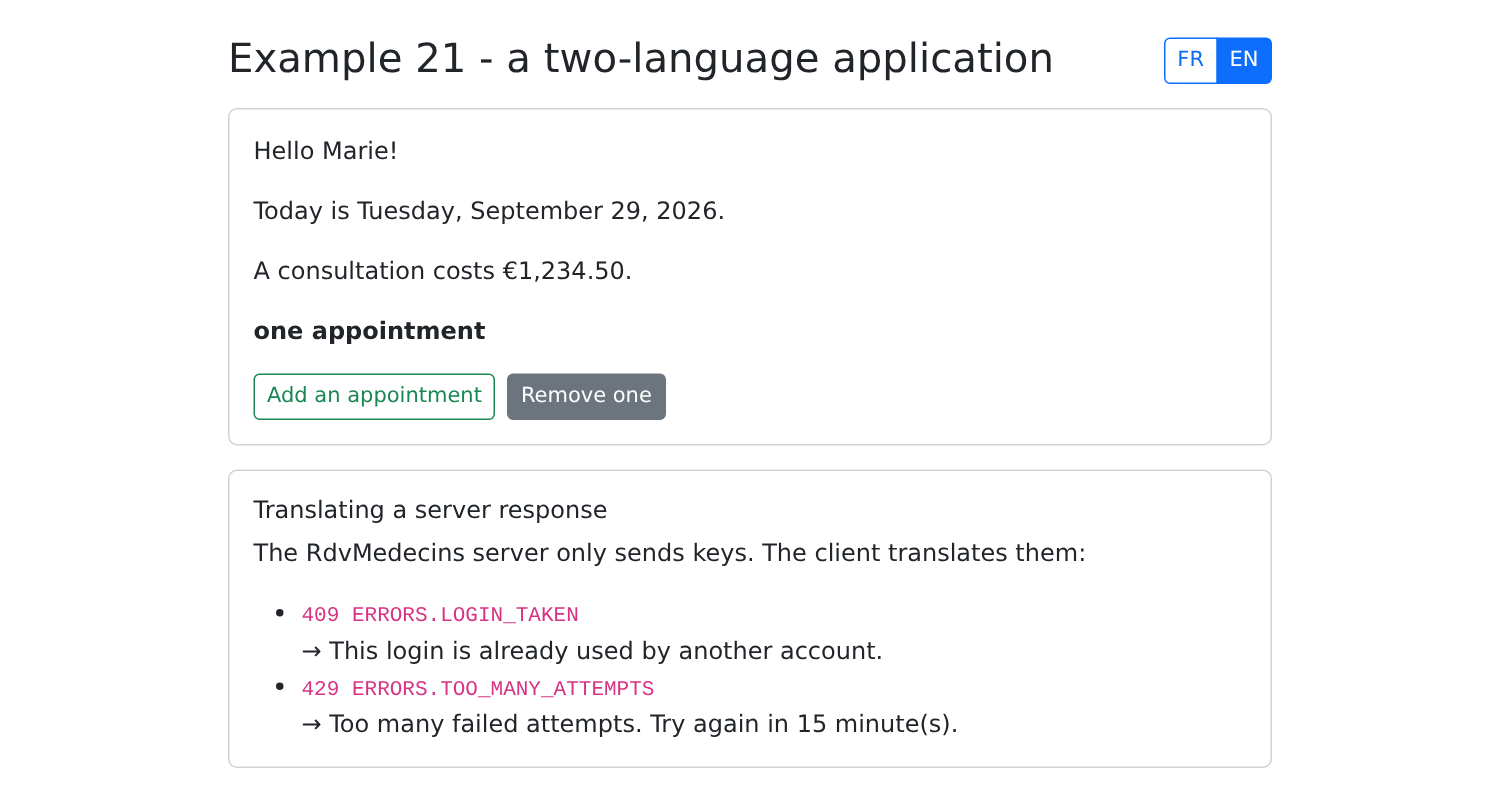 Example 21 - a two-language application
FR EN
Hello Marie!
Today is Tuesday, September 29, 2026.
A consultation costs €1,234.50.
one appointment
Add an appointment Remove one
Translating a server response
The RdvMedecins server only sends keys. The client translates them:
• 409 ERRORS.LOGIN_TAKEN
→ This login is already used by another account.
• 429 ERRORS.TOO_MANY_ATTEMPTS
→ Too many failed attempts. Try again in 15 minute(s).